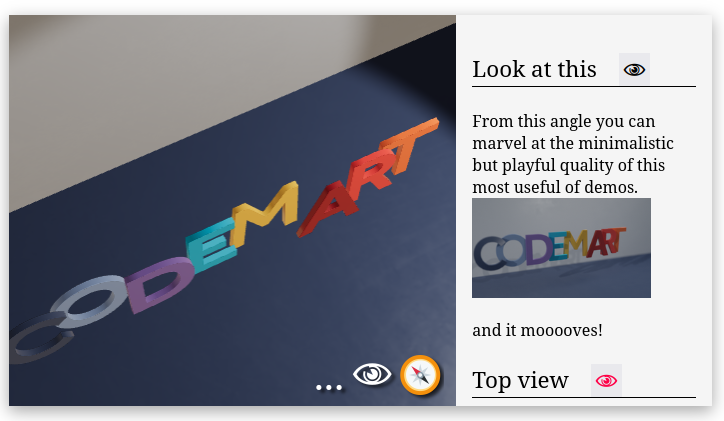 CODEMART
Look at this
From this angle you can
marvel at the minimalistic
but playful quality of this
most useful of demos.
CODEMART
and it mooooves!
Top view